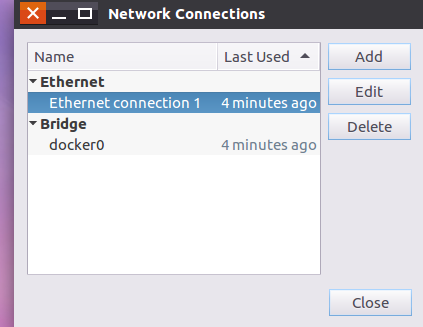 Network Connections
Name Last Used
Add
Ethernet
Ethernet connection 1 4 minutes ago
Edit
Bridge
Delete
docker0 4 minutes ago
Close